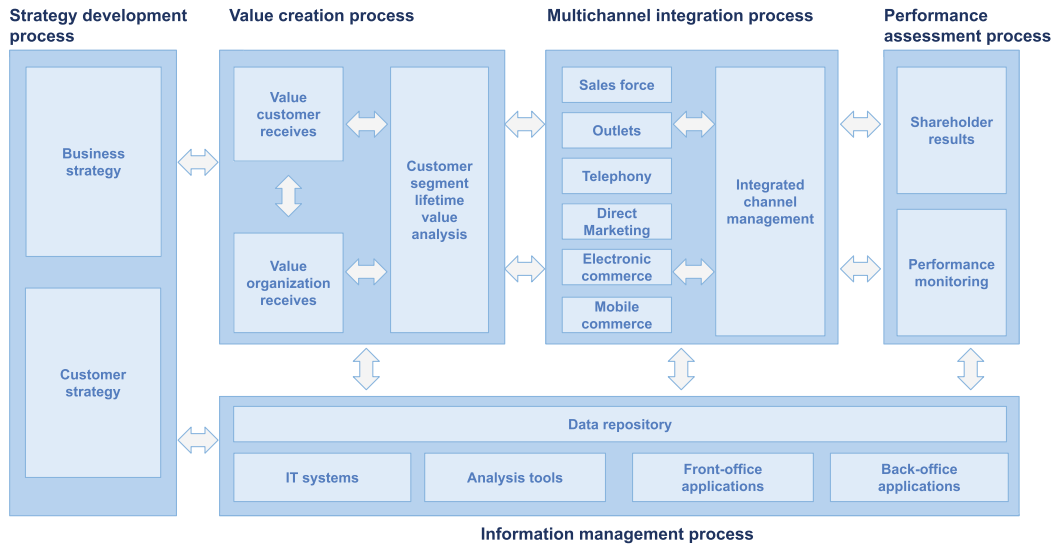 Strategy development
process
Business
strategy
Customer
strategy
Value creation process
Value
customer
receives
Value
organization
receives
Customer
segment
lifetime
value
analysis
Multichannel integration process
Sales force
Outlets
Telephony
Direct
Marketing
Electronic
commerce
Mobile
commerce
Integrated
channel
management
Performance
assessment process
Shareholder
results
Performance
monitoring
Data repository
IT systems
Analysis tools
Front-office
applications
Back-office
applications
Information management process